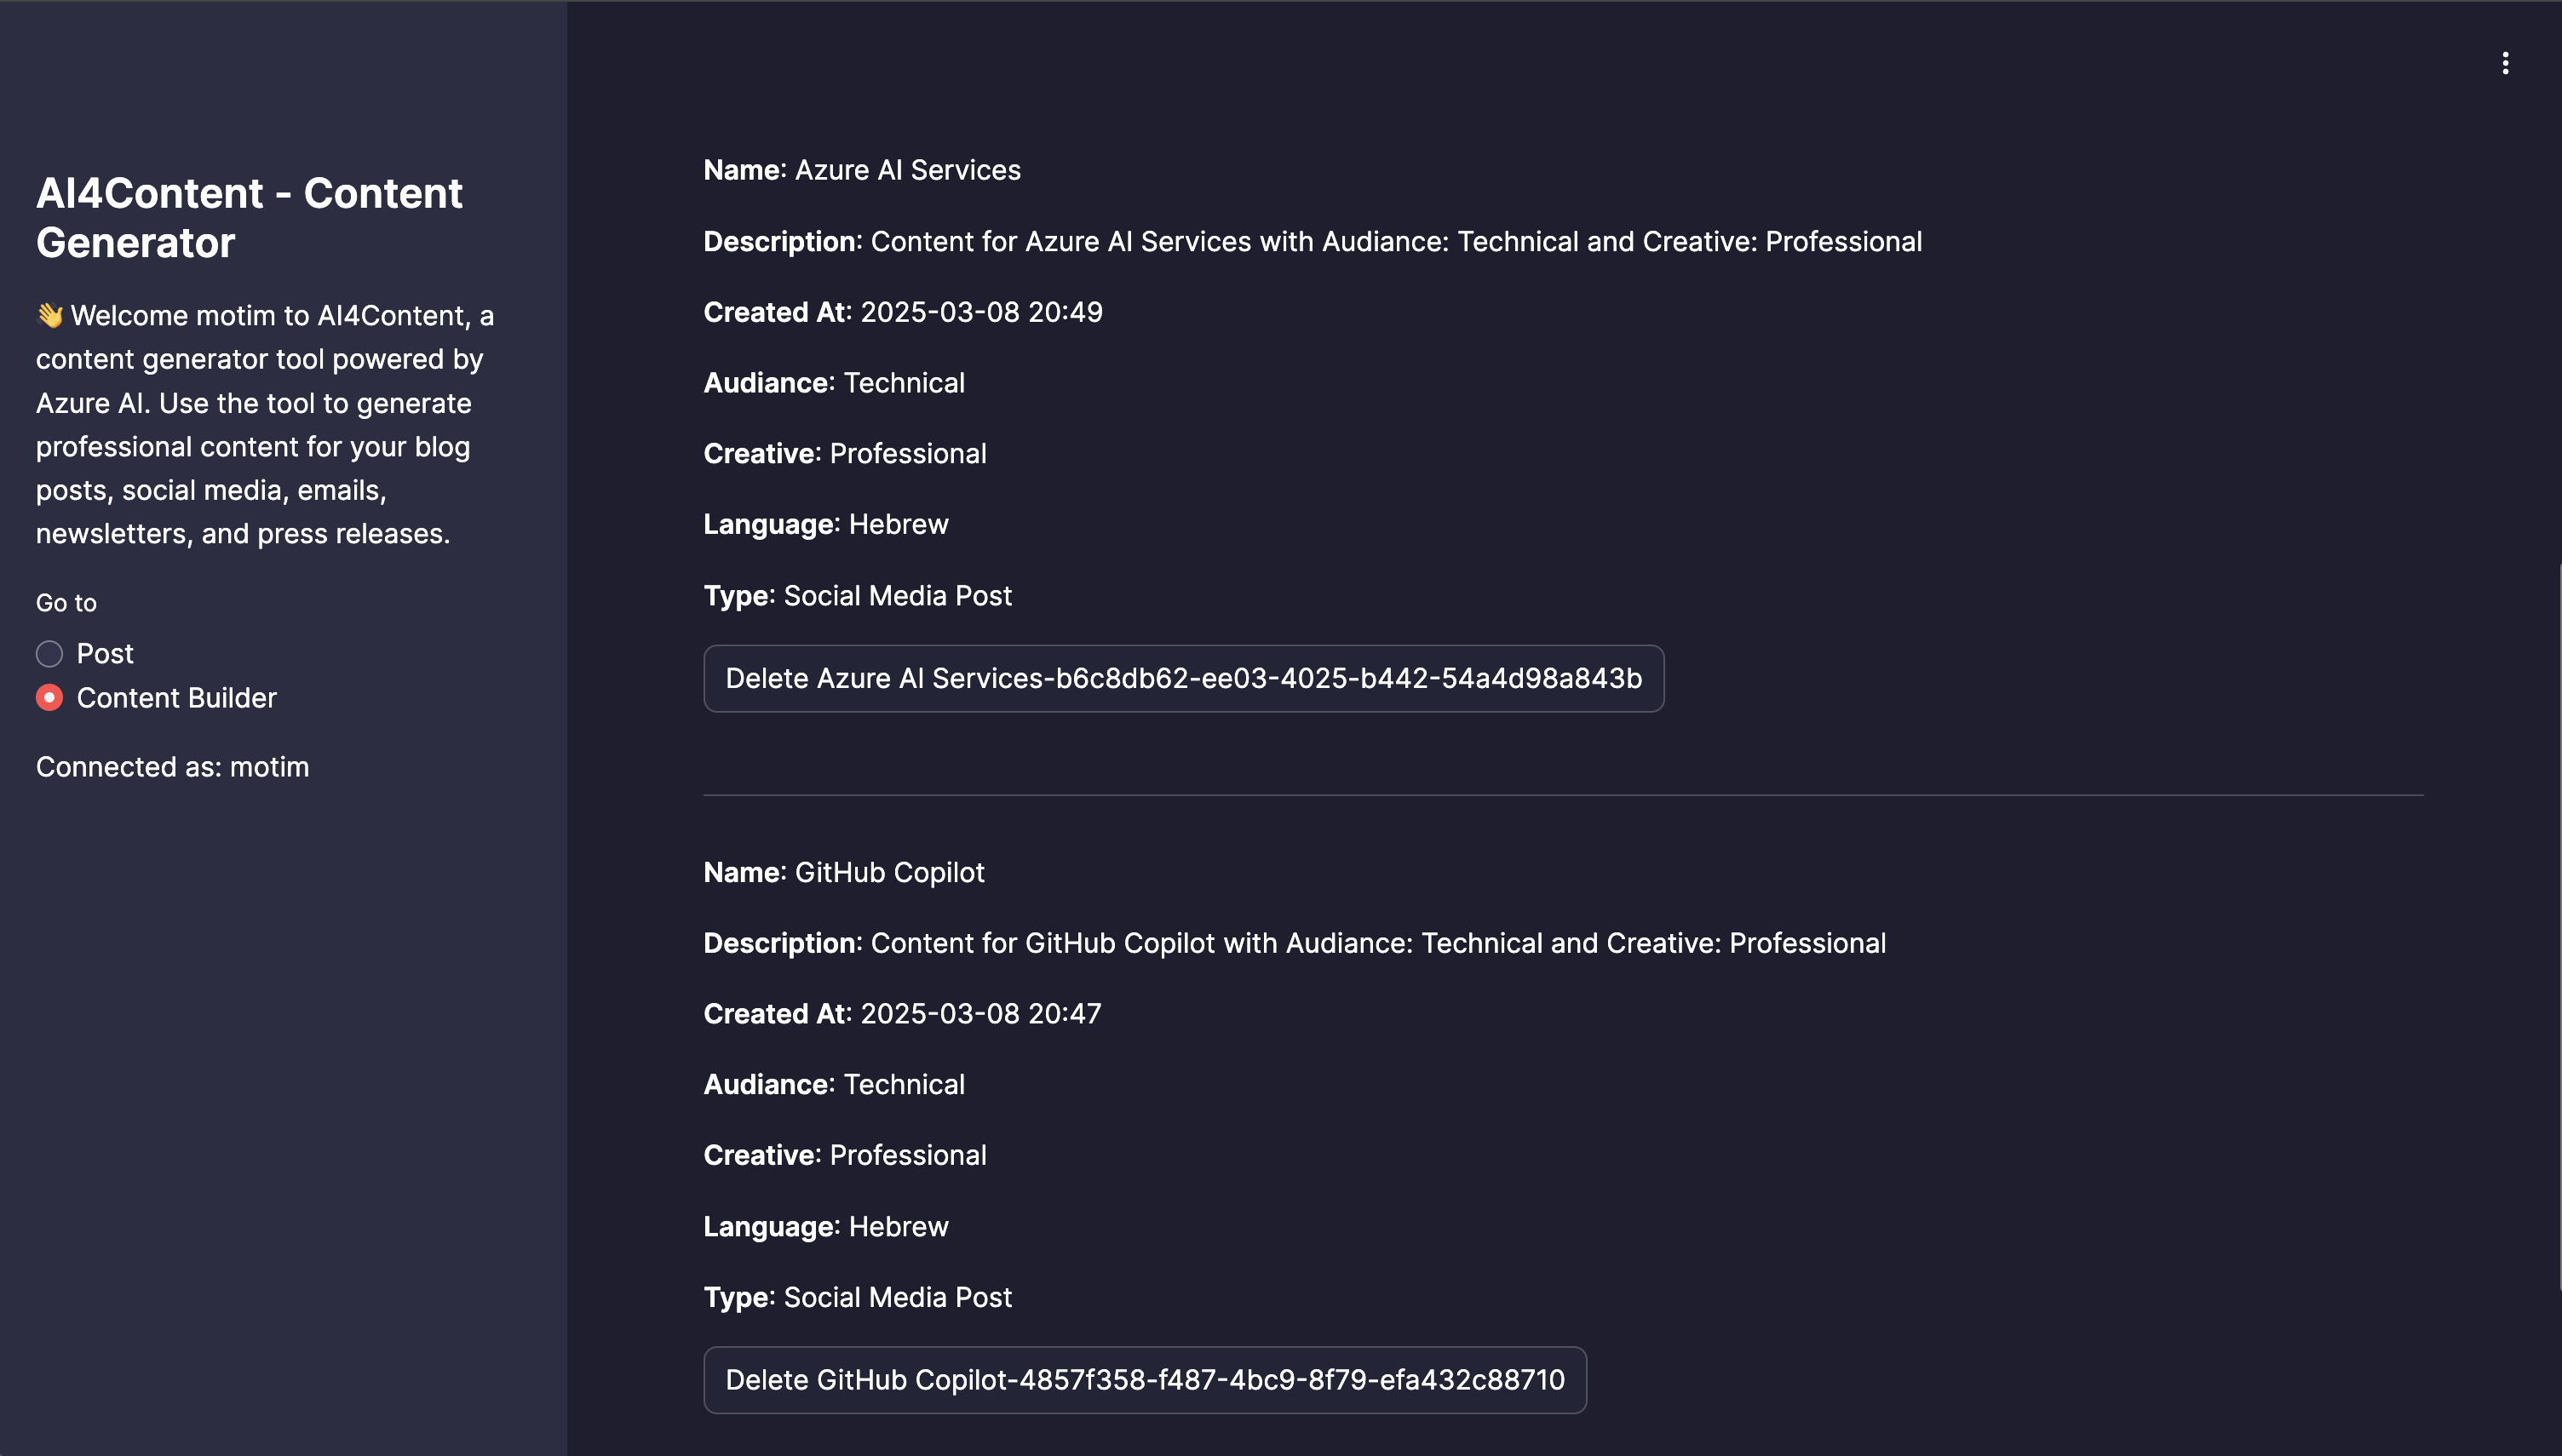 AI4Content - Content
Generator
👋 Welcome motim to AI4Content, a
content generator tool powered by
Azure AI. Use the tool to generate
professional content for your blog
posts, social media, emails,
newsletters, and press releases.
Go to
Post
Content Builder
Connected as: motim
Name: Azure AI Services
Description: Content for Azure AI Services with Audiance: Technical and Creative: Professional
Created At: 2025-03-08 20:49
Audiance: Technical
Creative: Professional
Language: Hebrew
Type: Social Media Post
Delete Azure AI Services-b6c8db62-ee03-4025-b442-54a4d98a843b
Name: GitHub Copilot
Description: Content for GitHub Copilot with Audiance: Technical and Creative: Professional
Created At: 2025-03-08 20:47
Audiance: Technical
Creative: Professional
Language: Hebrew
Type: Social Media Post
Delete GitHub Copilot-4857f358-f487-4bc9-8f79-efa432c88710